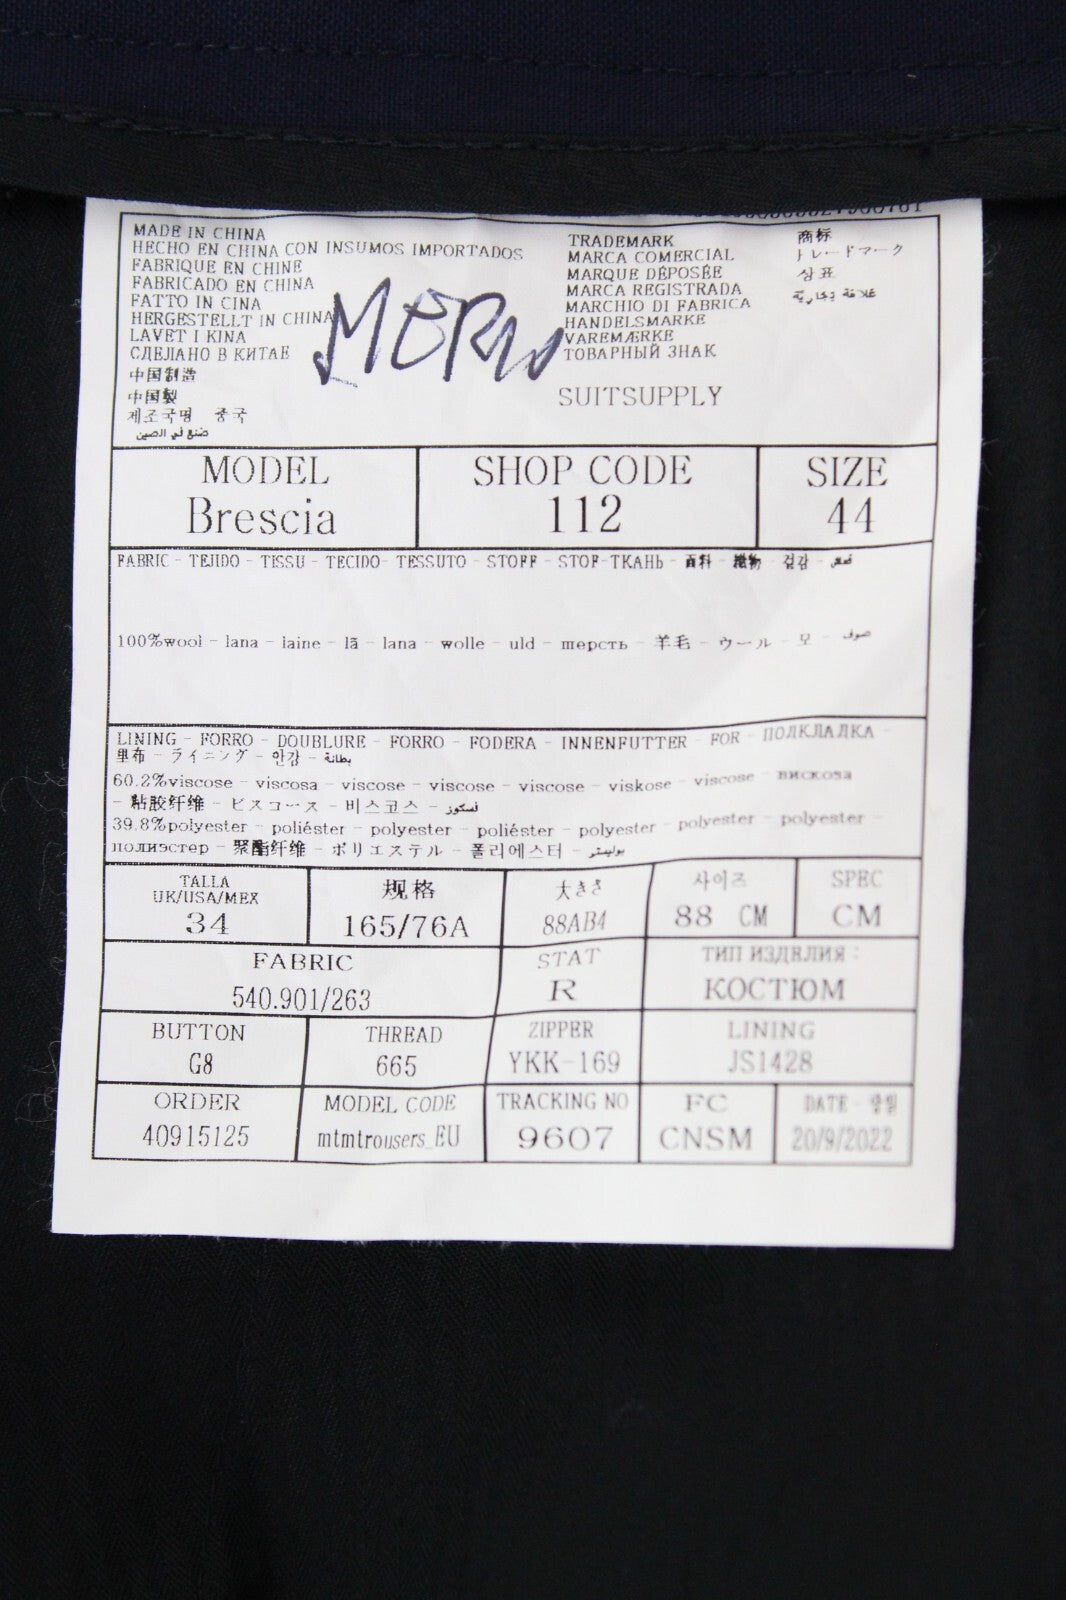 MADE IN CHINA
HECHO EN CHINA CON INSUMOS IMPORTADOS
FABRIQUE EN CHINE
FABRICADO EN CHINA
FATTO IN CINA
HERGESTELLT IN CHINA
LAVET I KINA
СДЕЛАНО В КИТАЕ
中国制造
中国製
제조국명 중국
صنع في الصين
TRADEMARK
MARCA COMERCIAL
MARQUE DÉPOSÉE
MARCA REGISTRADA
MARCHIO DI FABRICA
HANDELSMARKE
VAREMÆRKE
ТОВАРНЫЙ ЗНАК
商标
トレードマーク
상표
علامة تجارية
SUITSUPPLY
MODEL
Brescia
SHOP CODE
112
SIZE
44
FABRIC - TEJIDO - TISSU - TECIDO- TESSUTO - STOFF - STOF-ТКАНЬ - 面料 - 織物 - 겉감 -
100%wool - lana - laine - lã - lana - wolle - uld - шерсть - 羊毛 - ウール - 모 - صوف
LINING - FORRO - DOUBLURE - FORRO - FODERA - INNENFUTTER - FOR - ПОЛКЛАЛКА -
里布 - ライニング - 안감 - بطانة
60.2%viscose - viscosa - viscose - viscose - viscose - viskose - viscose - вискоза
- 粘胶纤维 - ビスコース - 비스코스 - فسكوز
39.8%polyester - poliéster - polyester - poliéster - polyester - polyester - polyester -
полиэстер - 聚酯纤维 - ポリエステル - 폴리에스터 - بوليستر
TALLA
UK/USA/MEX
34
规格
165/76A
大きさ
88AB4
사이즈
88 CM
SPEC
CM
FABRIC
540.901/263
STAT
R
ТИП ИЗДЕЛИЯ :
КОСТЮМ
BUTTON
G8
THREAD
665
ZIPPER
YKK-169
LINING
JS1428
ORDER
40915125
MODEL CODE
mtmtrousers_EU
TRACKING NO
9607
FC
CNSM
DATE -
20/9/2022